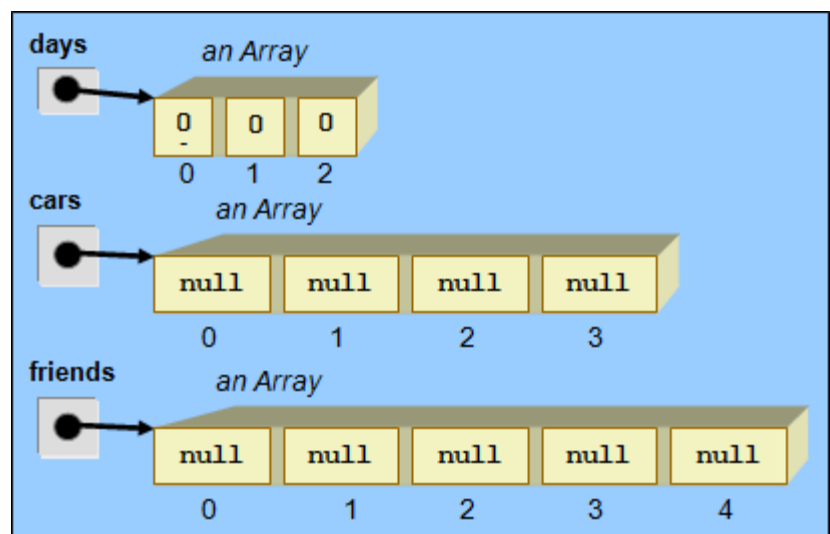 days
an Array
0 0 0
0 1 2
cars
an Array
null null null null
0 1 2 3
friends
an Array
null null null null null
0 1 2 3 4